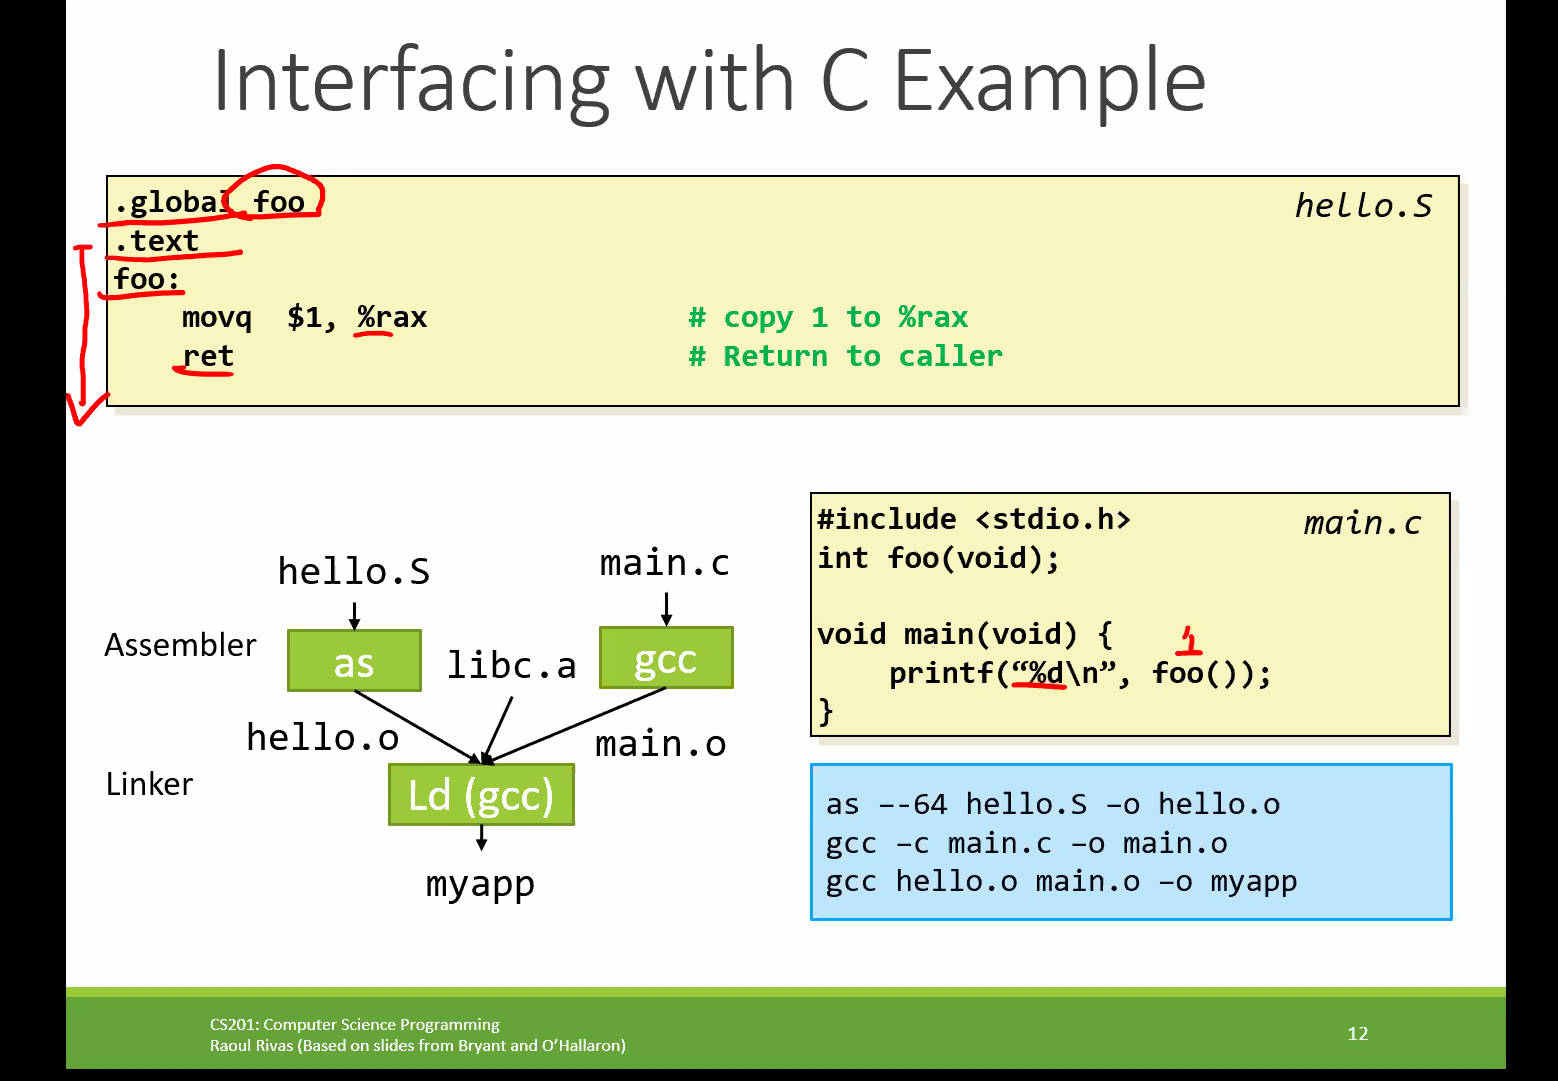 Interfacing with C Example
.global foo
hello.S
.text
foo:
movq $1, %rax # copy 1 to %rax
ret # Return to caller
#include <stdio.h>
main.c
int foo(void);
void main(void) {
1
printf(“%d\n”, foo());
}
hello.S
main.c
Assembler
as
libc.a
gcc
hello.o
main.o
Linker
Ld (gcc)
myapp
as –-64 hello.S –o hello.o
gcc –c main.c –o main.o
gcc hello.o main.o –o myapp
CS201: Computer Science Programming
Raoul Rivas (Based on slides from Bryant and O’Hallaron)
12